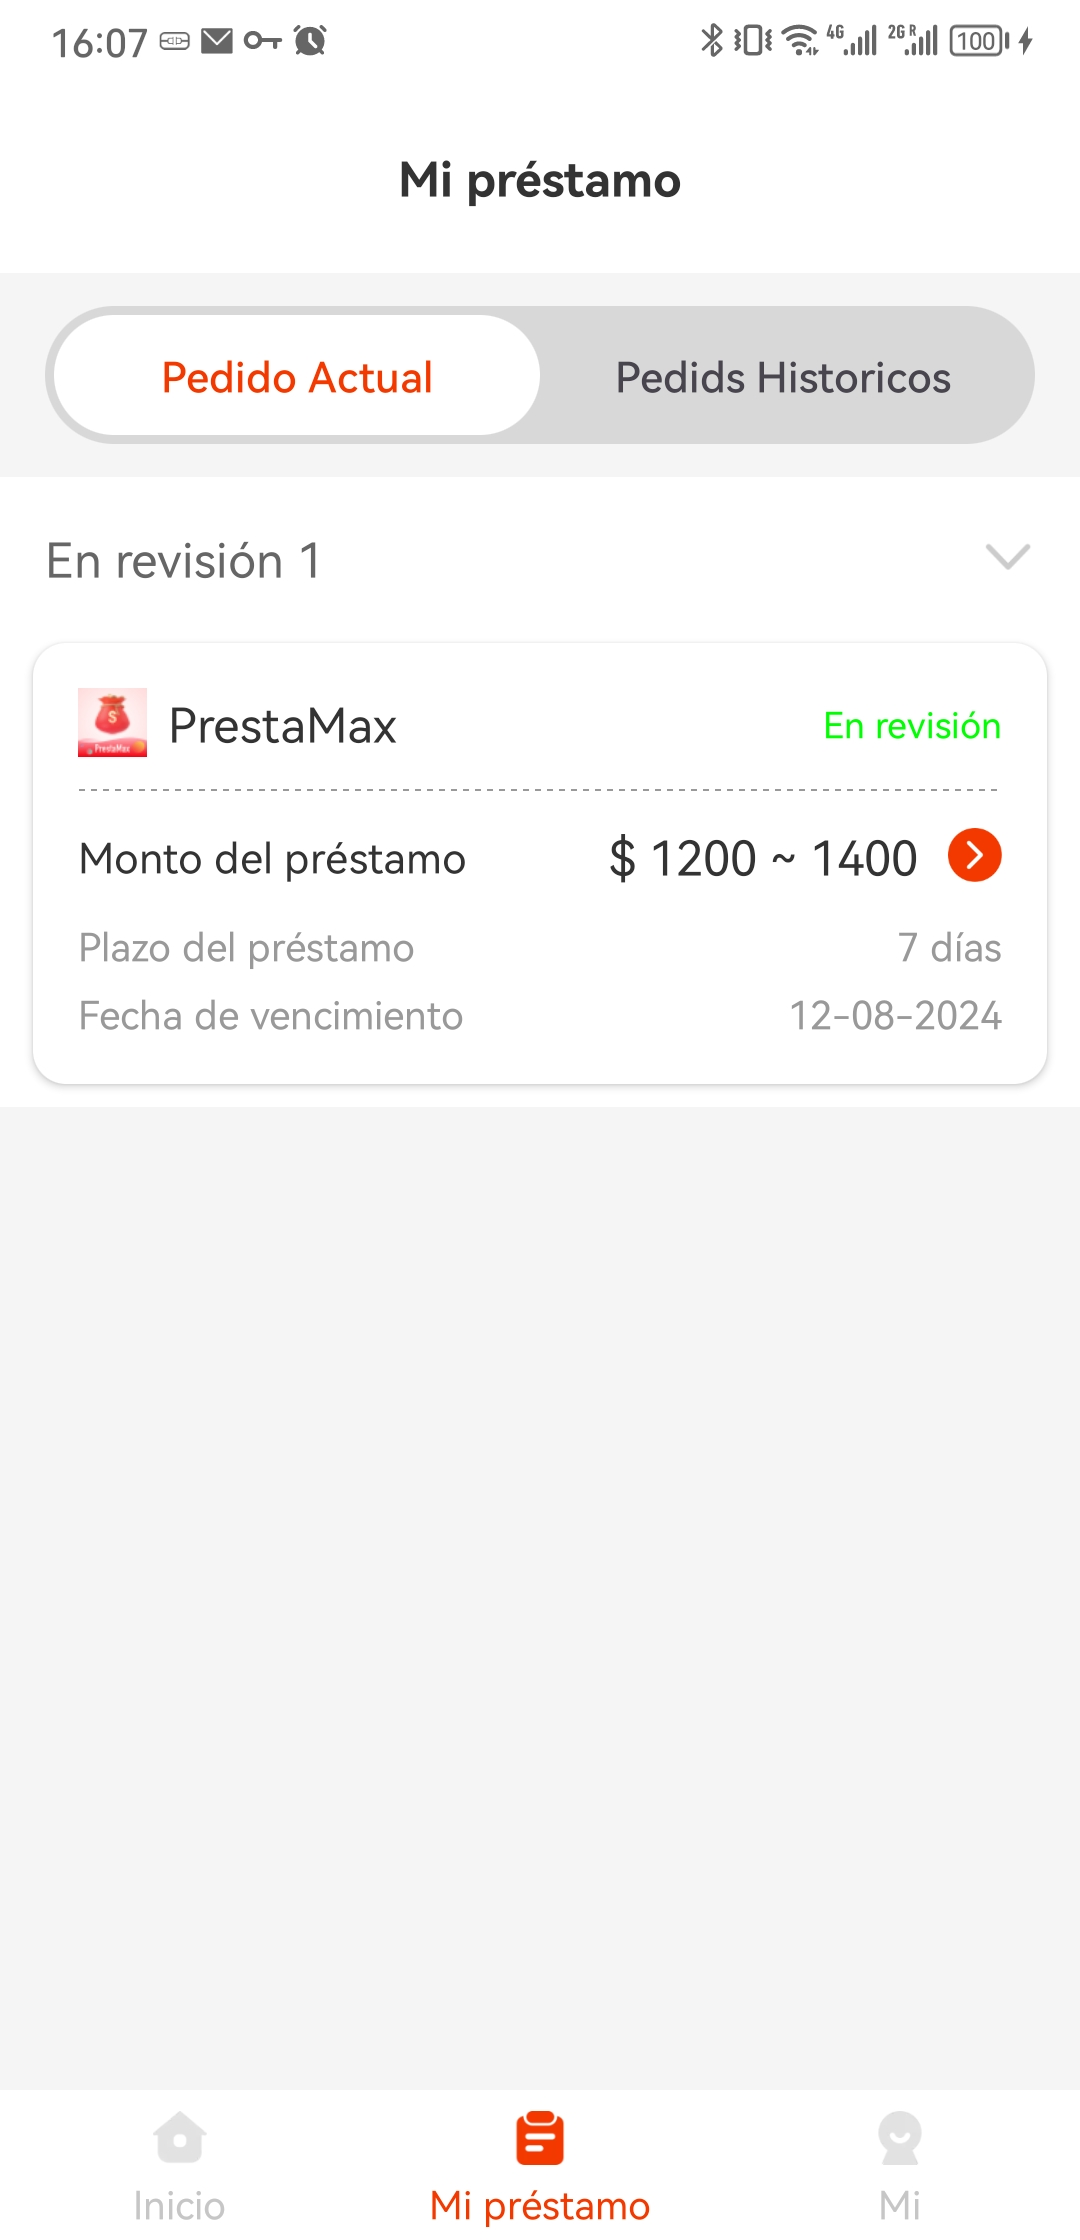 16:07 4G 2G R 100
Mi préstamo
Pedido Actual Pedids Historicos
En revisión 1
PrestaMax En revisión
$
PrestaMax
Monto del préstamo $ 1200 ~ 1400
Plazo del préstamo 7 días
Fecha de vencimiento 12-08-2024
Inicio Mi préstamo Mi